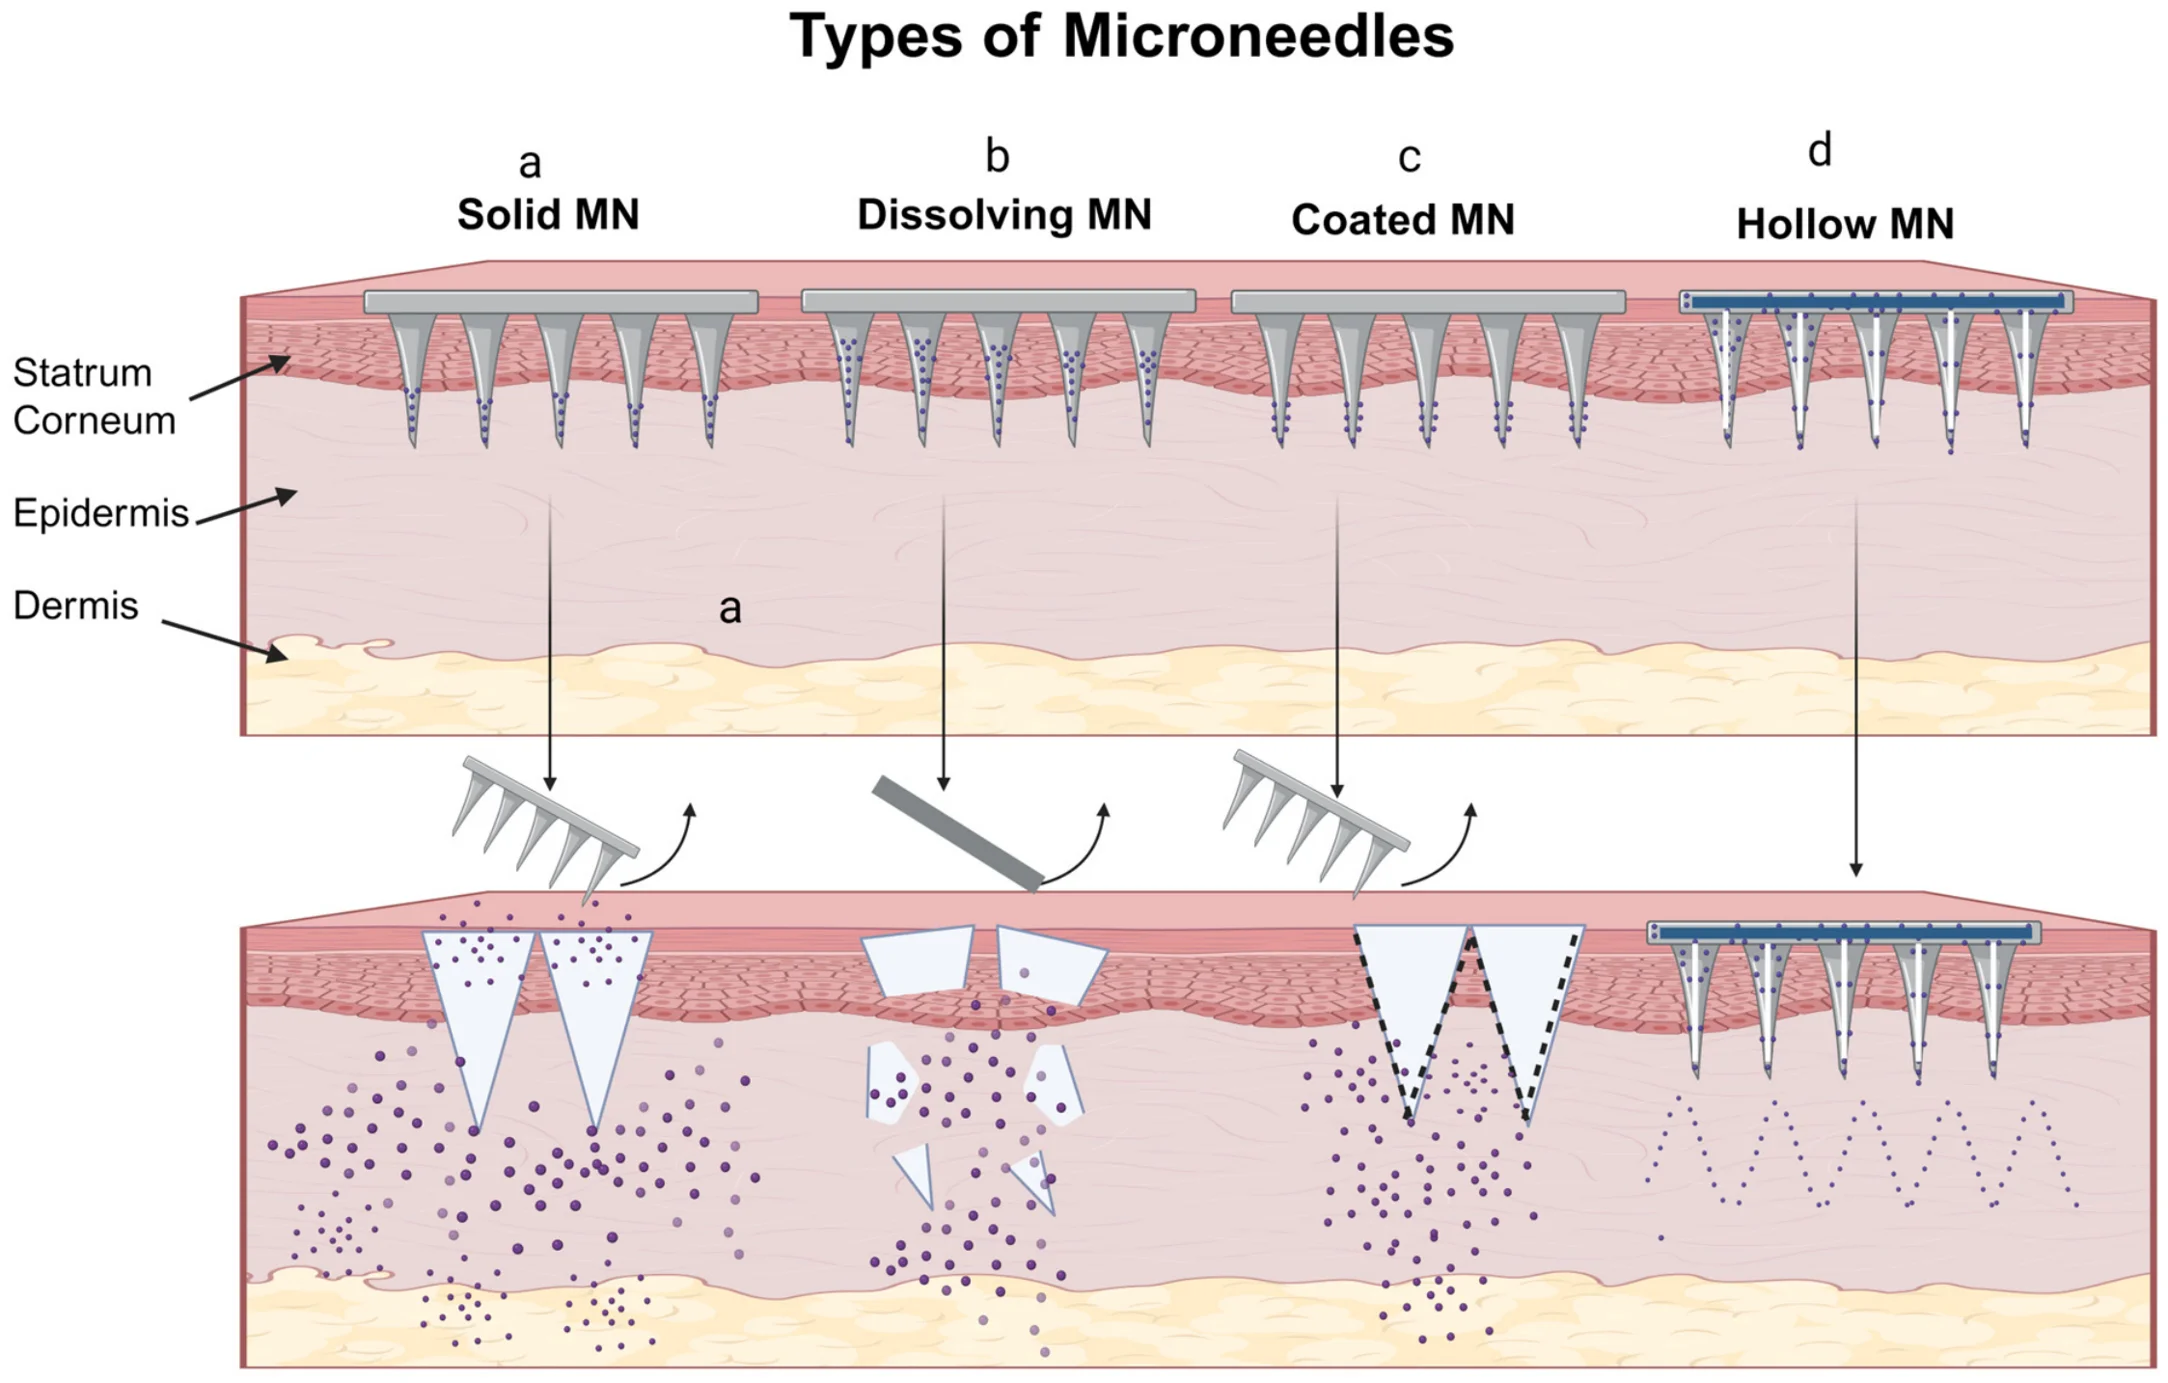 Types of Microneedles
a
Solid MN
b
Dissolving MN
c
Coated MN
d
Hollow MN
Statrum
Corneum
Epidermis
Dermis
a